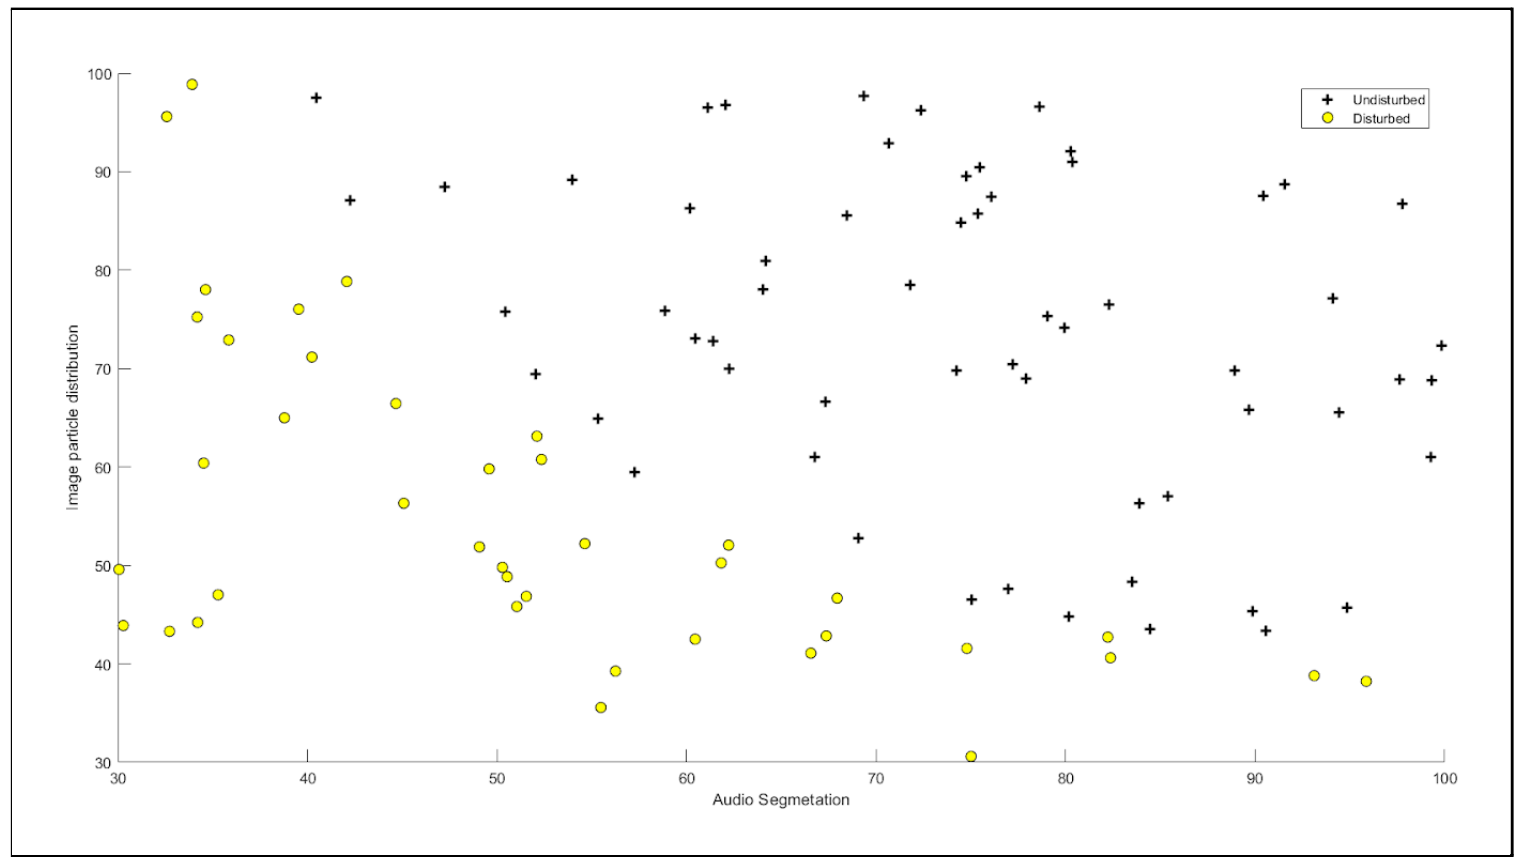 100
90
80
70
60
50
40
30
Image particle distribution
30 40 50 60 70 80 90 100
Audio Segmetation
Undisturbed
Disturbed